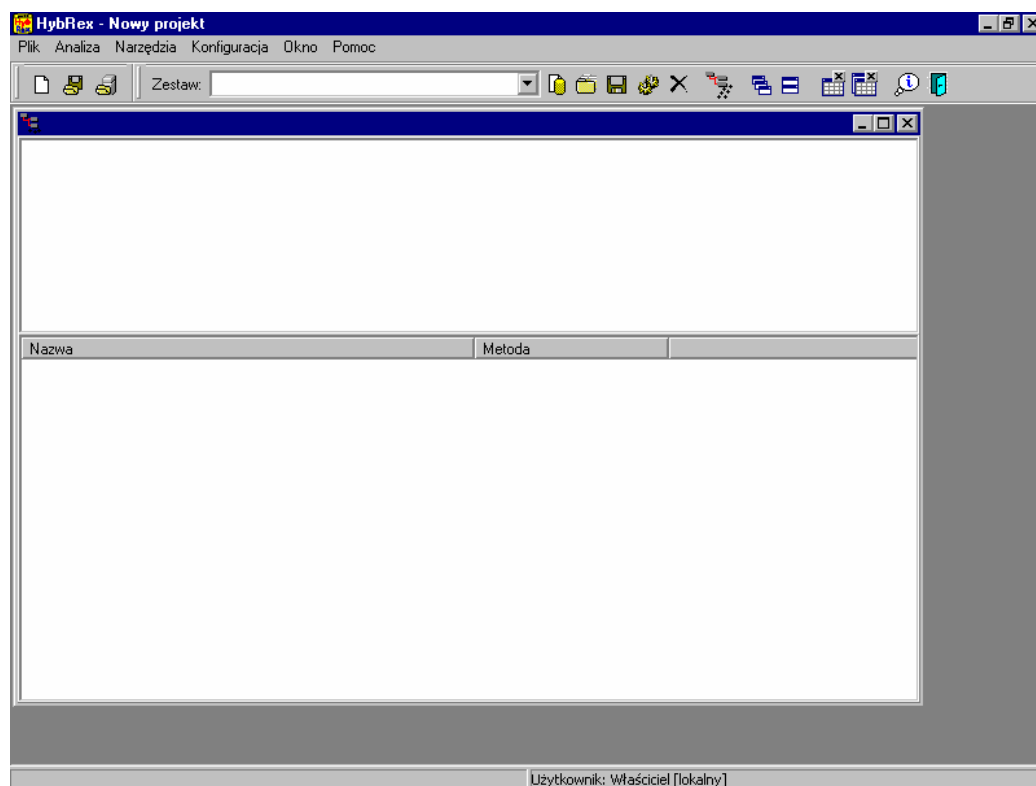 HybRex - Nowy projekt
Plik Analiza Narzędzia Konfiguracja Okno Pomoc
Zestaw:
Nazwa Metoda
Użytkownik: Właściciel [lokalny]